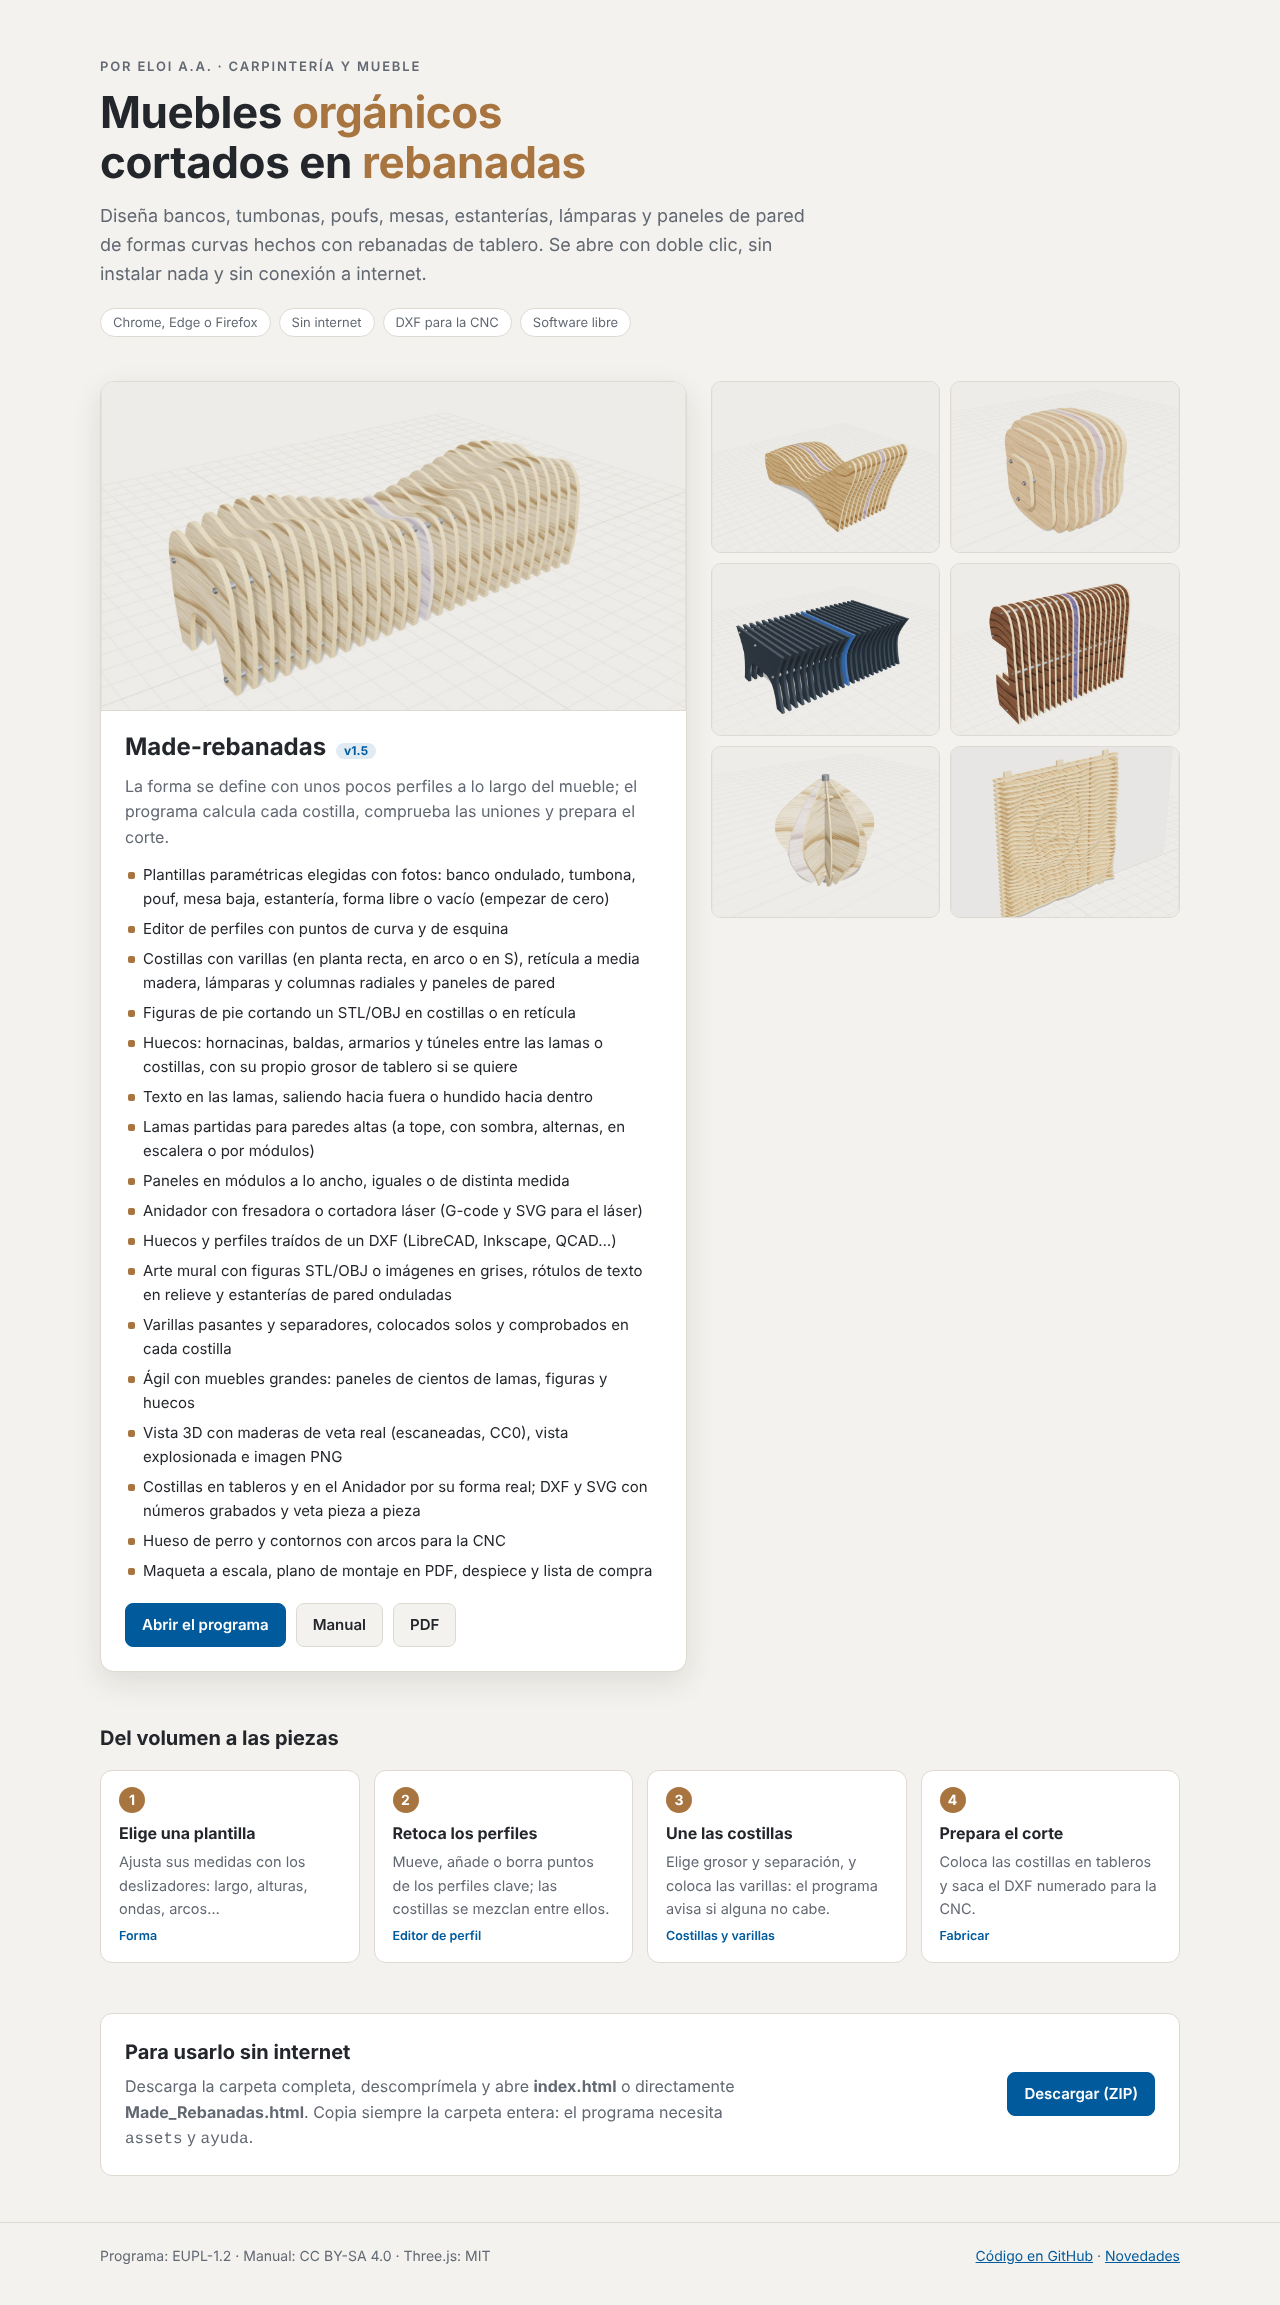 POR ELOI A.A. · CARPINTERÍA Y MUEBLE
Muebles orgánicos
cortados en rebanadas
Diseña bancos, tumbonas, poufs, mesas, estanterías, lámparas y paneles de pared
de formas curvas hechos con rebanadas de tablero. Se abre con doble clic, sin
instalar nada y sin conexión a internet.
Chrome, Edge o Firefox
Sin internet
DXF para la CNC
Software libre
Made-rebanadas v1.5
La forma se define con unos pocos perfiles a lo largo del mueble; el
programa calcula cada costilla, comprueba las uniones y prepara el
corte.
Plantillas paramétricas elegidas con fotos: banco ondulado, tumbona,
pouf, mesa baja, estantería, forma libre o vacío (empezar de cero)
Editor de perfiles con puntos de curva y de esquina
Costillas con varillas (en planta recta, en arco o en S), retícula a media
madera, lámparas y columnas radiales y paneles de pared
Figuras de pie cortando un STL/OBJ en costillas o en retícula
Huecos: hornacinas, baldas, armarios y túneles entre las lamas o
costillas, con su propio grosor de tablero si se quiere
Texto en las lamas, saliendo hacia fuera o hundido hacia dentro
Lamas partidas para paredes altas (a tope, con sombra, alternas, en
escalera o por módulos)
Paneles en módulos a lo ancho, iguales o de distinta medida
Anidador con fresadora o cortadora láser (G-code y SVG para el láser)
Huecos y perfiles traídos de un DXF (LibreCAD, Inkscape, QCAD...)
Arte mural con figuras STL/OBJ o imágenes en grises, rótulos de texto
en relieve y estanterías de pared onduladas
Varillas pasantes y separadores, colocados solos y comprobados en
cada costilla
Ágil con muebles grandes: paneles de cientos de lamas, figuras y
huecos
Vista 3D con maderas de veta real (escaneadas, CC0), vista
explosionada e imagen PNG
Costillas en tableros y en el Anidador por su forma real; DXF y SVG con
números grabados y veta pieza a pieza
Hueso de perro y contornos con arcos para la CNC
Maqueta a escala, plano de montaje en PDF, despiece y lista de compra
Abrir el programa
Manual
PDF
Del volumen a las piezas
1
Elige una plantilla
Ajusta sus medidas con los
deslizadores: largo, alturas,
ondas, arcos...
Forma
2
Retoca los perfiles
Mueve, añade o borra puntos
de los perfiles clave; las
costillas se mezclan entre ellos.
Editor de perfil
3
Une las costillas
Elige grosor y separación, y
coloca las varillas: el programa
avisa si alguna no cabe.
Costillas y varillas
4
Prepara el corte
Coloca las costillas en tableros
y saca el DXF numerado para la
CNC.
Fabricar
Para usarlo sin internet
Descarga la carpeta completa, descomprímela y abre index.html o directamente
Made_Rebanadas.html. Copia siempre la carpeta entera: el programa necesita
assets y ayuda.
Descargar (ZIP)
Programa: EUPL-1.2 · Manual: CC BY-SA 4.0 · Three.js: MIT
Código en GitHub · Novedades